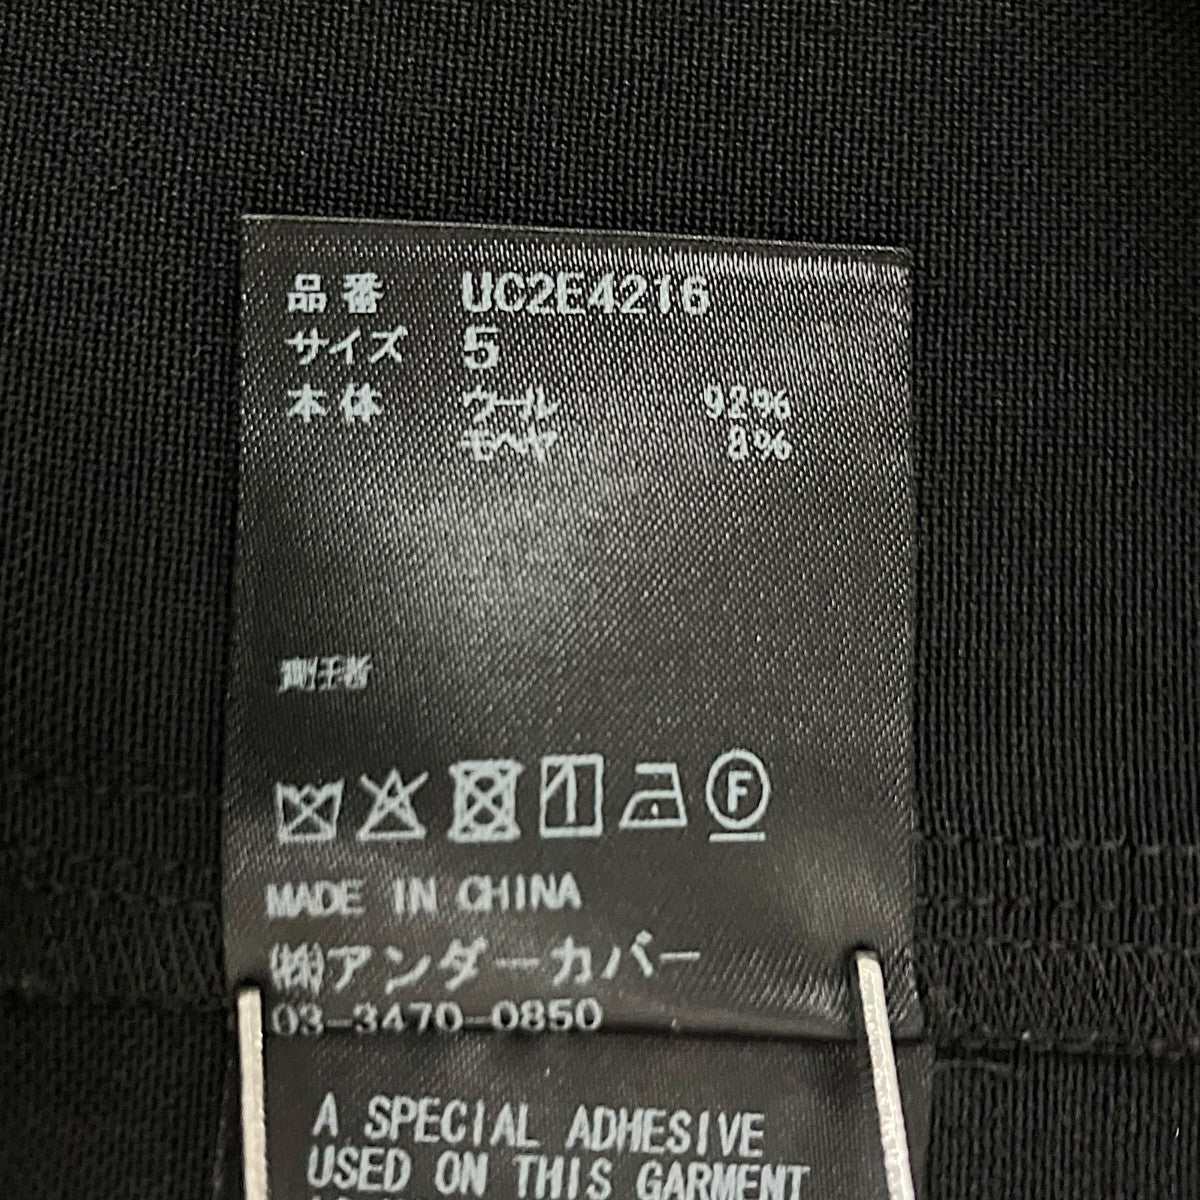 品番 UC2E4216
サイズ 5
本体 ウール 92%
モヘヤ 8%
F
MADE IN CHINA
㈱アンダーカバー
03-3470-0850
A SPECIAL ADHESIVE
USED ON THIS GARMENT